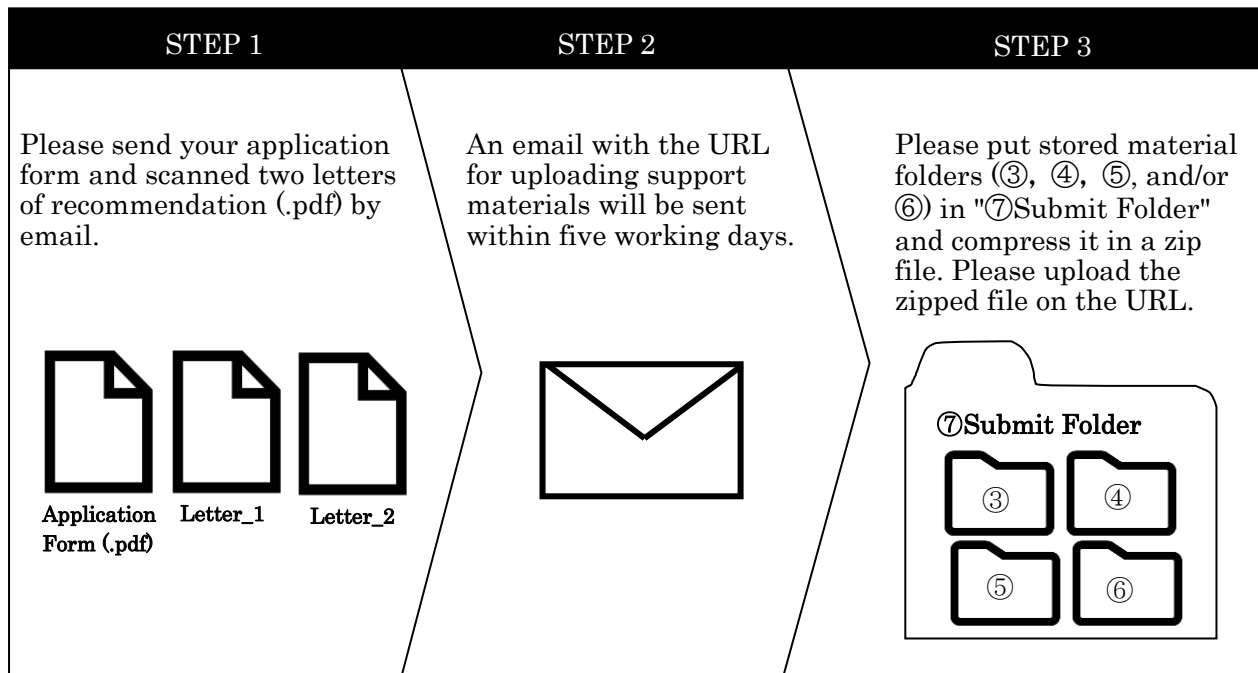 STEP 1
Please send your application
form and scanned two letters
of recommendation (.pdf) by
email.
Application
Form (.pdf)
Letter_1
Letter_2
STEP 2
An email with the URL
for uploading support
materials will be sent
within five working days.
STEP 3
Please put stored material
folders (③, ④, ⑤, and/or
⑥) in "⑦Submit Folder"
and compress it in a zip
file. Please upload the
zipped file on the URL.
⑦Submit Folder
③
④
⑤
⑥